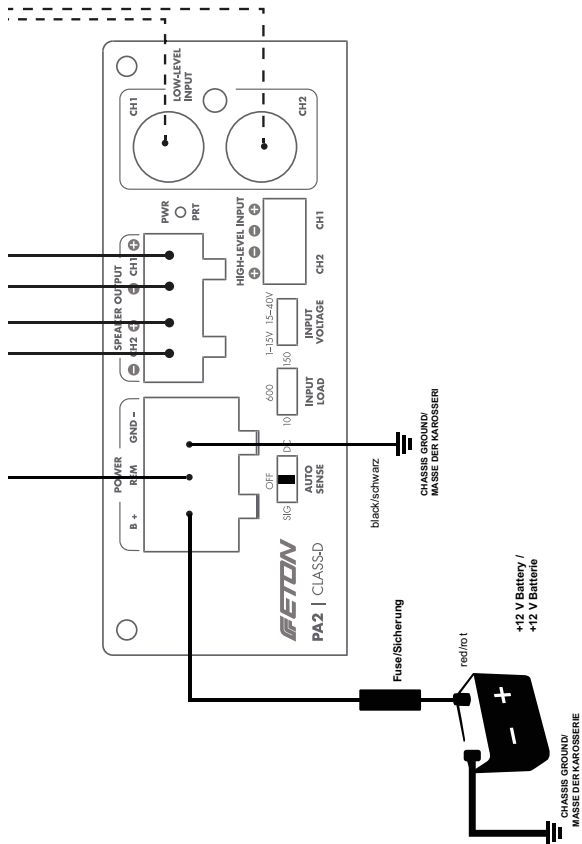 LOW-LEVEL
INPUT
CH1
CH2
PWR
PRT
HIGH-LEVEL INPUT
+ − − +
CH1
CH2
SPEAKER OUTPUT
+ CH1 − + CH2 −
INPUT
VOLTAGE
1–15V 15–40V
INPUT
LOAD
600
10
150
POWER
GND −
REM
B +
AUTO
SENSE
OFF
SIG
DC
ETON
PA2 | CLASS-D
black/schwarz
CHASSIS GROUND/
MASSE DER KAROSSERI
Fuse/Sicherung
red/rot
+12 V Battery /
+12 V Batterie
+
−
CHASSIS GROUND/
MASSE DER KAROSSERIE